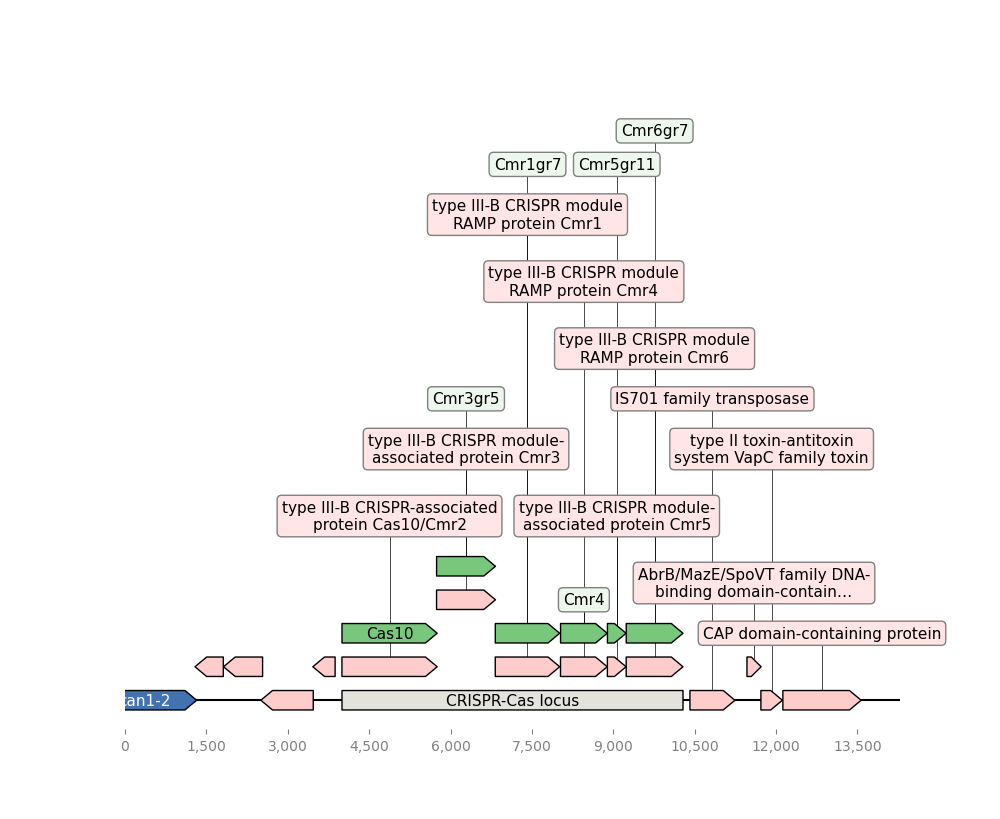 Cmr6gr7
Cmr1gr7
Cmr5gr11
type III-B CRISPR module
RAMP protein Cmr1
type III-B CRISPR module
RAMP protein Cmr4
type III-B CRISPR module
RAMP protein Cmr6
Cmr3gr5
IS701 family transposase
type III-B CRISPR module-
associated protein Cmr3
type II toxin-antitoxin
system VapC family toxin
type III-B CRISPR-associated
protein Cas10/Cmr2
type III-B CRISPR module-
associated protein Cmr5
AbrB/MazE/SpoVT family DNA-
binding domain-contain...
Cmr4
Cas10
CAP domain-containing protein
can1-2
CRISPR-Cas locus
0
1,500
3,000
4,500
6,000
7,500
9,000
10,500
12,000
13,500